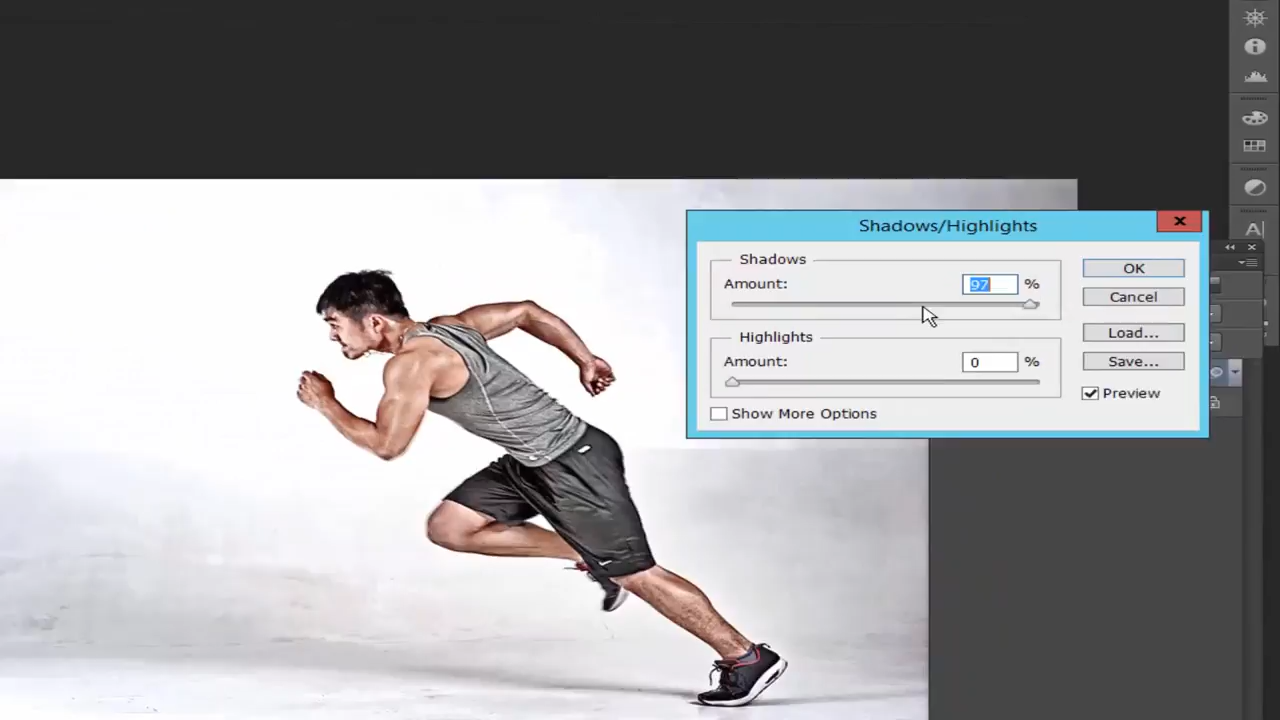 Shadows/Highlights
Shadows
Amount: 97 %
Highlights
Amount: 0 %
Show More Options
OK
Cancel
Load...
Save...
Preview
A